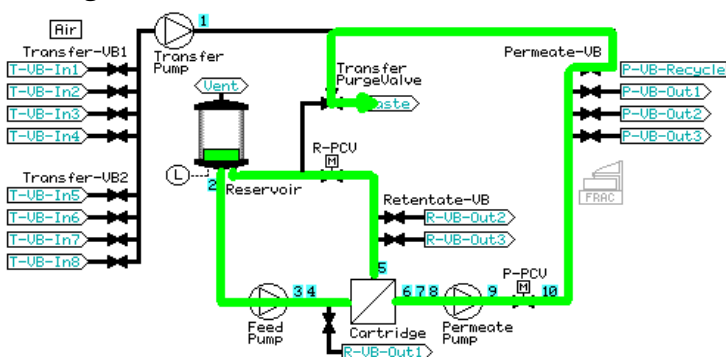 Air
1
Transfer-VB1
Transfer
Pump
Permeate-VB
T-VB-In1
T-VB-In2
T-VB-In3
T-VB-In4
Vent
Transfer
PurgeValve
aste
P-VB-Recycle
P-VB-Out1
P-VB-Out2
P-VB-Out3
R-PCV
M
L
2
Reservoir
FRAC
Transfer-VB2
T-VB-In5
T-VB-In6
T-VB-In7
T-VB-In8
Retentate-VB
R-VB-Out2
R-VB-Out3
5
P-PCV
M
3 4
6 7 8
9
10
Feed
Pump
Cartridge
Permeate
Pump
R-VB-Out1